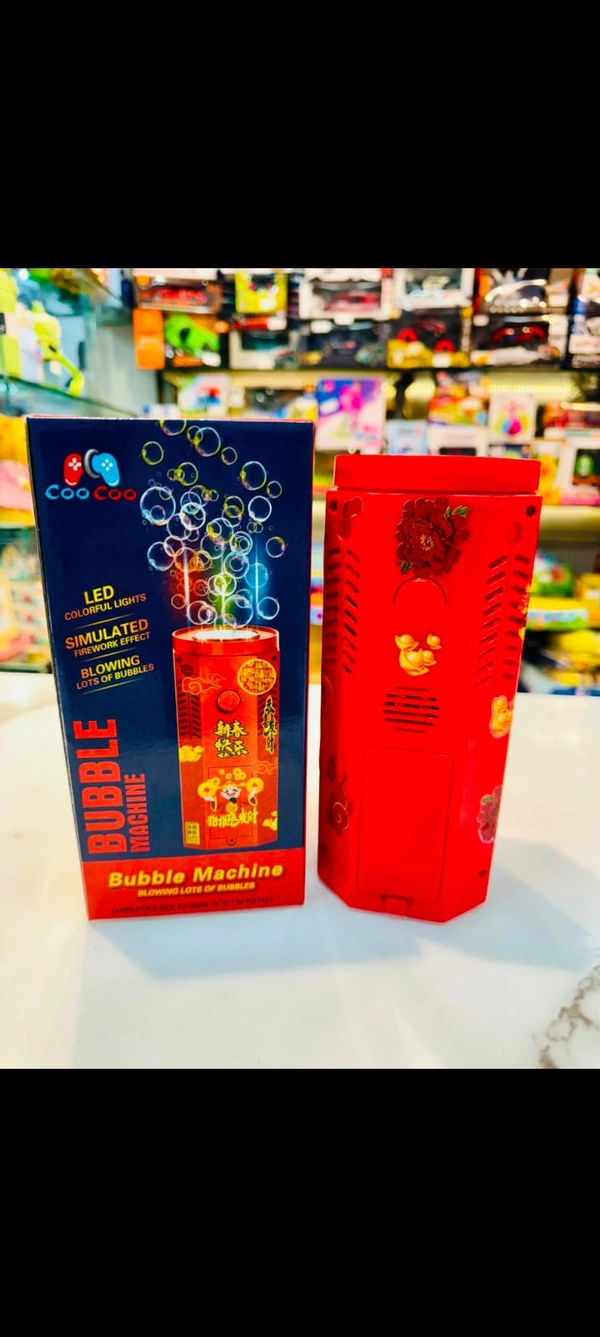 COO COO
LED
COLORFUL LIGHTS
SIMULATED
FIREWORK EFFECT
BLOWING
LOTS OF BUBBLES
BUBBLE
MACHINE
新春
快乐
Bubble Machine
BLOWING LOTS OF BUBBLES